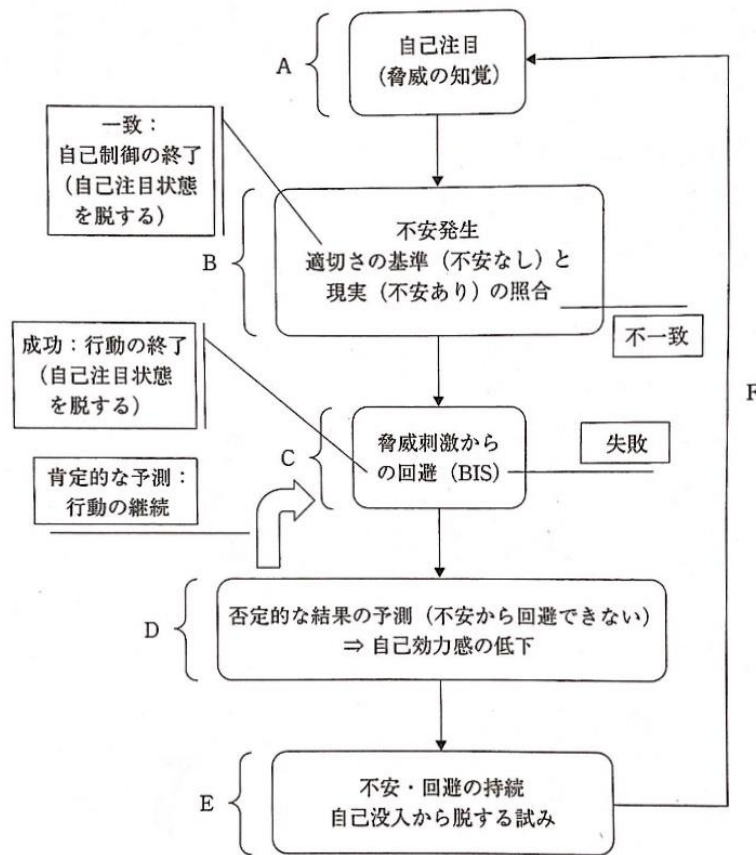 A
自己注目
(脅威の知覚)
一致:
自己制御の終了
(自己注目状態
を脱する)
B
不安発生
適切さの基準(不安なし)と
現実(不安あり)の照合
不一致
成功:行動の終了
(自己注目状態
を脱する)
C
脅威刺激から
の回避(BIS)
失敗
肯定的な予測:
行動の継続
D
否定的な結果の予測(不安から回避できない)
⇒ 自己効力感の低下
E
不安・回避の持続
自己没入から脱する試み
F